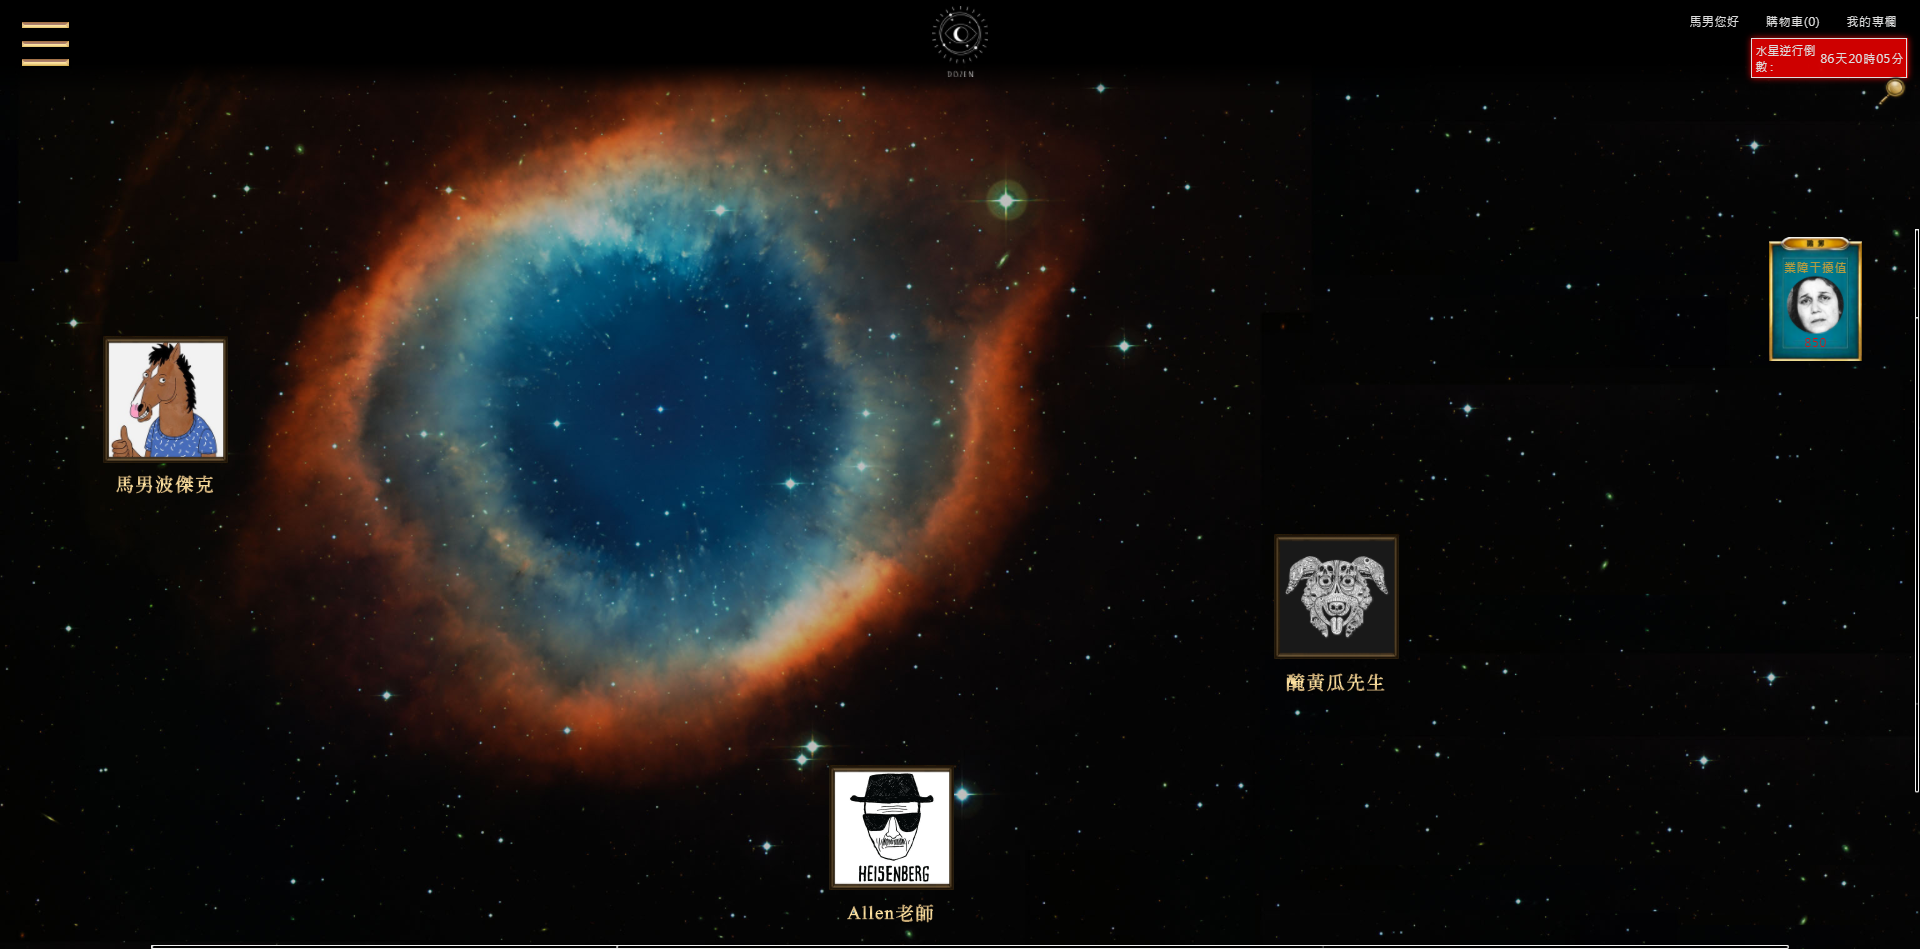 馬男您好 購物車(0) 我的專欄
DOZEN
水星逆行倒數: 86天20時05分
業障干擾值
馬男波傑克
醃黃瓜先生
HEISENBERG
Allen老師